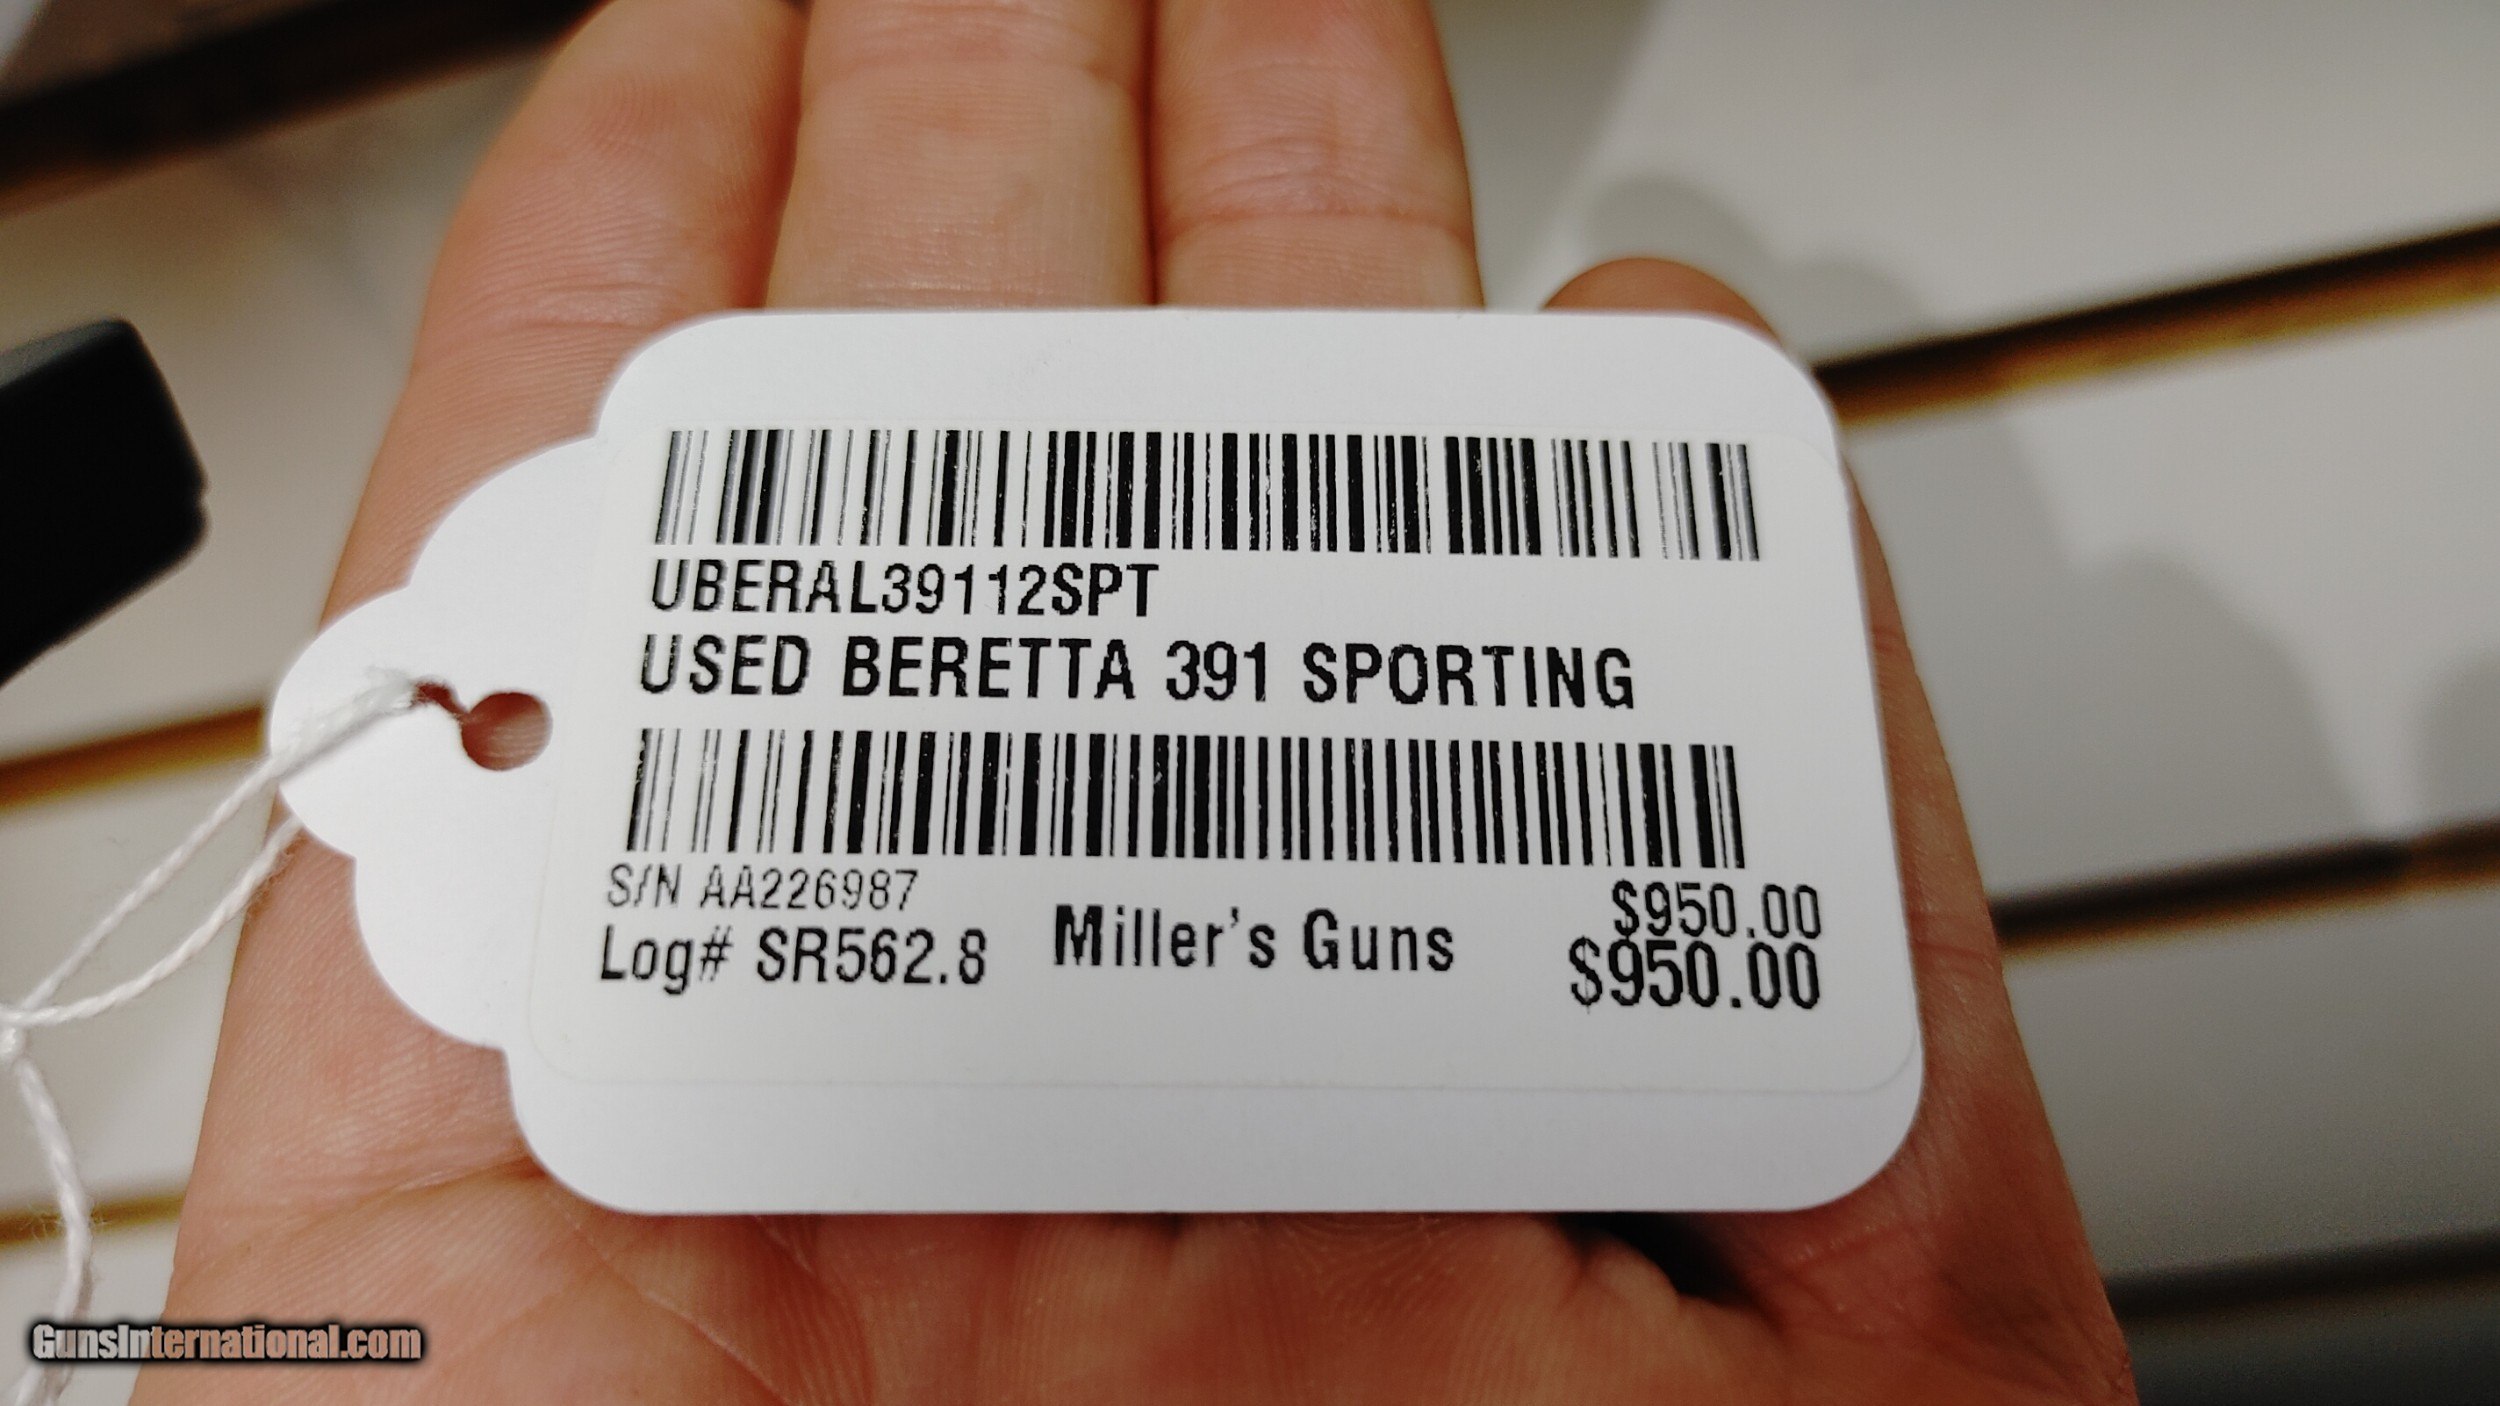 UBERAL39112SPT
USED BERETTA 391 SPORTING
S/N AA226987
Log# SR562.8
Miller's Guns
$950.00
$950.00
GunsInternational.com